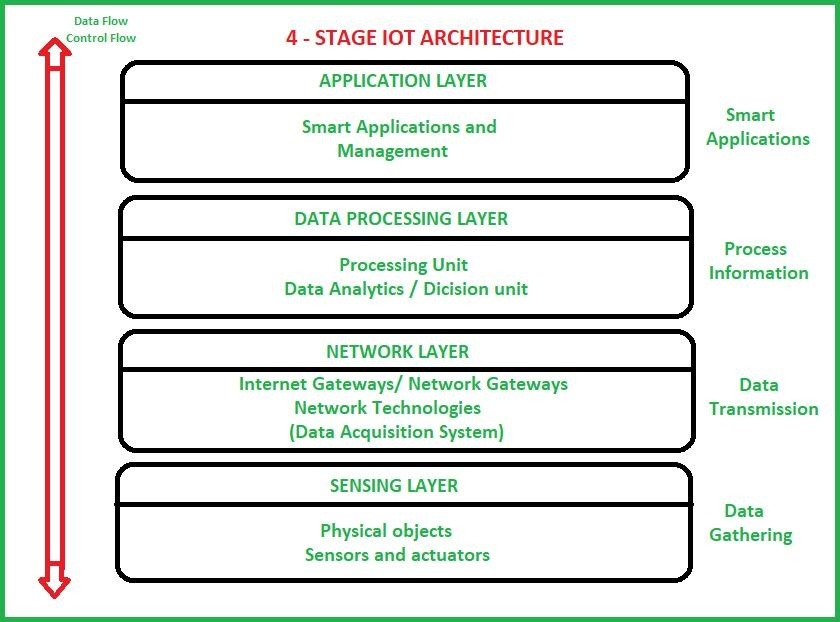 Data Flow
Control Flow
4 - STAGE IOT ARCHITECTURE
APPLICATION LAYER
Smart Applications and
Management
Smart
Applications
DATA PROCESSING LAYER
Processing Unit
Data Analytics / Dicision unit
Process
Information
NETWORK LAYER
Internet Gateways/ Network Gateways
Network Technologies
(Data Acquisition System)
Data
Transmission
SENSING LAYER
Physical objects
Sensors and actuators
Data
Gathering